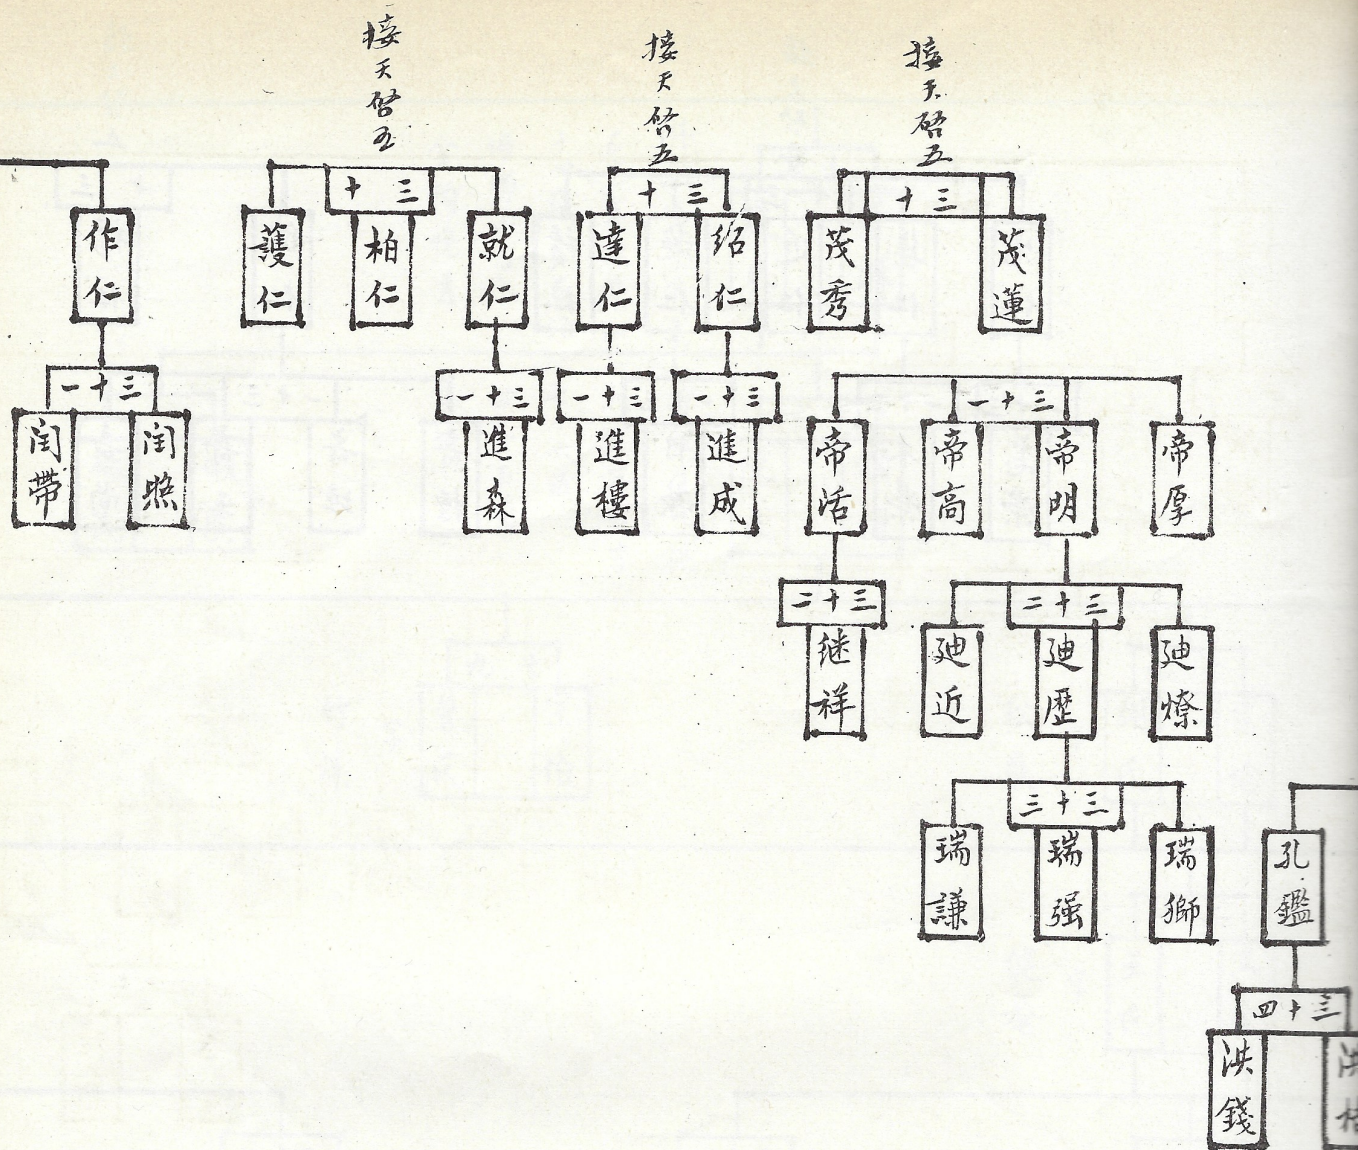 接天啓五
接天啓五
接天啓五
三十
茂蓮
茂秀
三十
紹仁
達仁
三十
就仁
柏仁
護仁
作仁
三十一
帝厚
帝明
帝高
帝活
三十一
進成
三十一
進樓
三十一
進森
三十一
閏照
閏帶
三十二
廸燎
廸歷
廸近
三十二
继祥
三十三
瑞獅
瑞强
瑞謙
孔鑑
三十四
洪錢